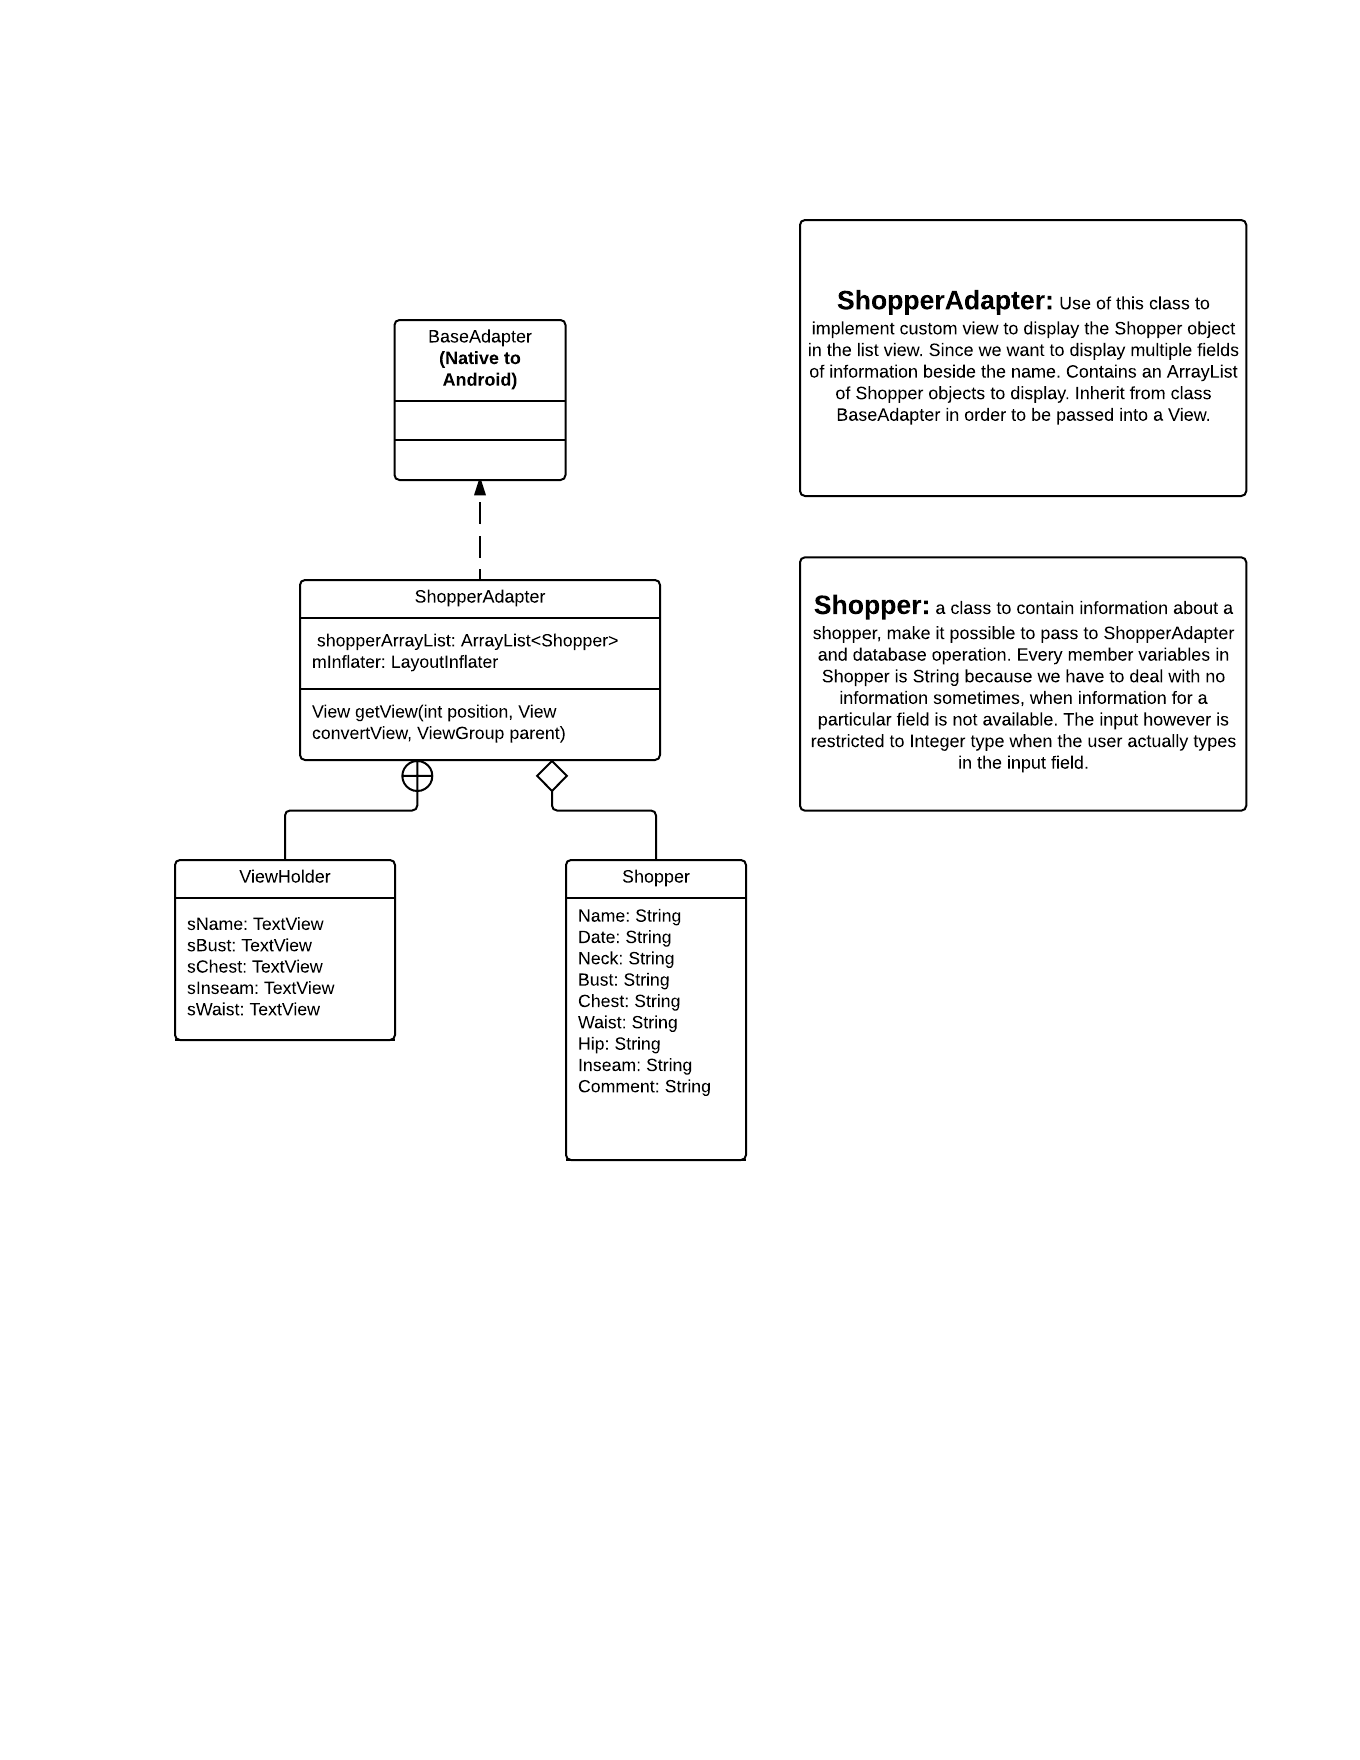 BaseAdapter
(Native to
Android)
ShopperAdapter
shopperArrayList: ArrayList<Shopper>
mInflater: LayoutInflater
View getView(int position, View
convertView, ViewGroup parent)
ViewHolder
sName: TextView
sBust: TextView
sChest: TextView
sInseam: TextView
sWaist: TextView
Shopper
Name: String
Date: String
Neck: String
Bust: String
Chest: String
Waist: String
Hip: String
Inseam: String
Comment: String
ShopperAdapter: Use of this class to
implement custom view to display the Shopper object
in the list view. Since we want to display multiple fields
of information beside the name. Contains an ArrayList
of Shopper objects to display. Inherit from class
BaseAdapter in order to be passed into a View.
Shopper: a class to contain information about a
shopper, make it possible to pass to ShopperAdapter
and database operation. Every member variables in
Shopper is String because we have to deal with no
information sometimes, when information for a
particular field is not available. The input however is
restricted to Integer type when the user actually types
in the input field.